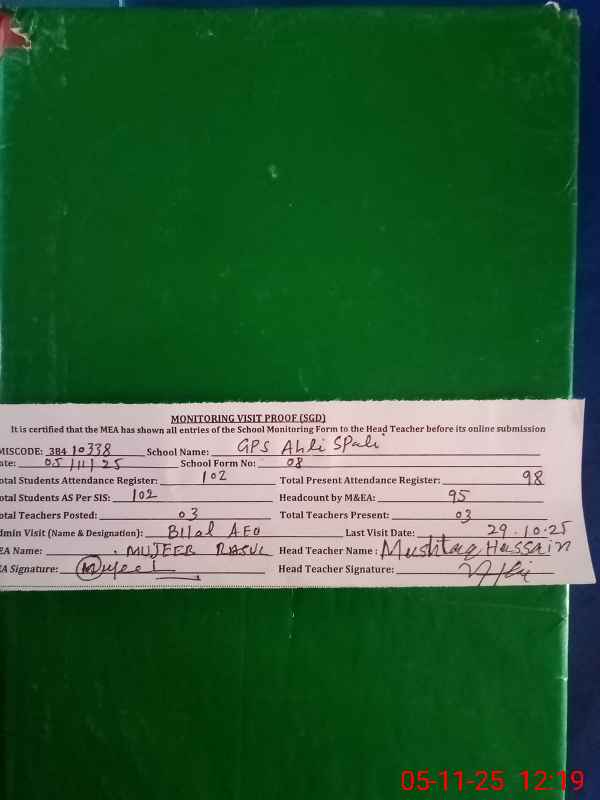 MONITORING VISIT PROOF (SGD)
It is certified that the MEA has shown all entries of the School Monitoring Form to the Head Teacher before its online submission
MISCODE: 384 10338 School Name: GPS Ahli SPali
ate: 05/11/25 School Form No: 08
otal Students Attendance Register: 102 Total Present Attendance Register: 98
otal Students AS Per SIS: 102 Headcount by M&EA: 95
otal Teachers Posted: 03 Total Teachers Present: 03
dmin Visit (Name & Designation): Bilal AEO Last Visit Date: 29.10.25
EA Name: MUJEEB RASUL Head Teacher Name: Mushtaq Hussain
EA Signature: Mujeeb Head Teacher Signature:
05-11-25 12:19